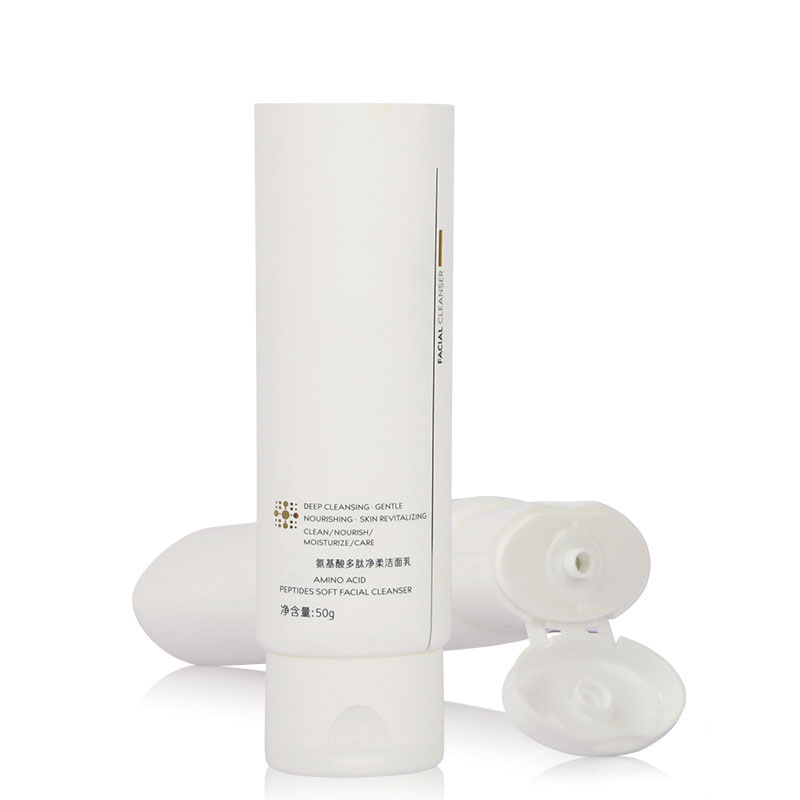 FACIAL CLEANSER
DEEP CLEANSING · GENTLE
NOURISHING · SKIN REVITALIZING
CLEAN/NOURISH/
MOISTURIZE/CARE
氨基酸多肽净柔洁面乳
AMINO ACID
PEPTIDES SOFT FACIAL CLEANSER
净含量:50g